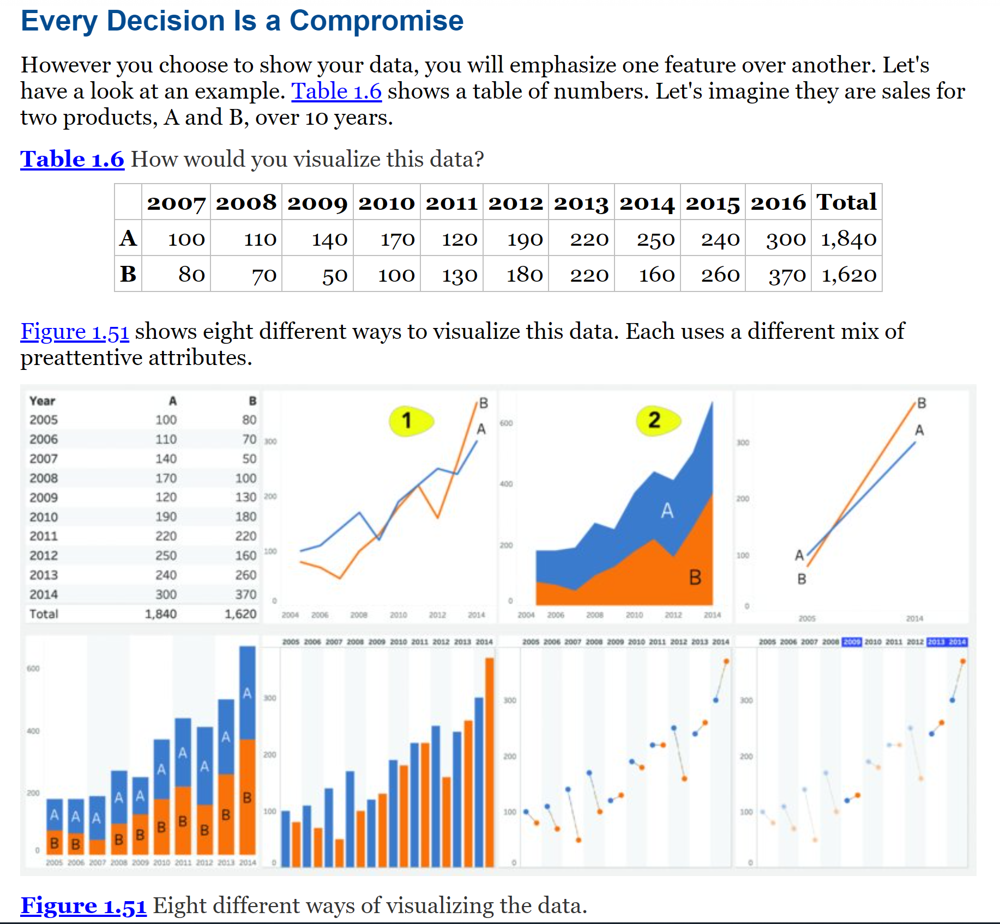 Every Decision Is a Compromise
However you choose to show your data, you will emphasize one feature over another. Let's
have a look at an example. Table 1.6 shows a table of numbers. Let's imagine they are sales for
two products, A and B, over 10 years.
Table 1.6 How would you visualize this data?
2007 2008 2009 2010 2011 2012 2013 2014 2015 2016 Total
A 100 110 140 170 120 190 220 250 240 300 1,840
B 80 70 50 100 130 180 220 160 260 370 1,620
Figure 1.51 shows eight different ways to visualize this data. Each uses a different mix of
preattentive attributes.
Year A B
2005 100 80
2006 110 70
2007 140 50
2008 170 100
2009 120 130
2010 190 180
2011 220 220
2012 250 160
2013 240 260
2014 300 370
Total 1,840 1,620
1
B
A
300
200
100
0
2004 2006 2008 2010 2012 2014
2
600
400
200
0
A
B
2004 2006 2008 2010 2012 2014
B
A
300
200
100
0
A
B
2005 2014
600
400
200
0
A A A A A A A A A A
B B B B B B B B B
2005 2006 2007 2008 2009 2010 2011 2012 2013 2014
2005 2006 2007 2008 2009 2010 2011 2012 2013 2014
300
200
100
0
2005 2006 2007 2008 2009 2010 2011 2012 2013 2014
300
200
100
0
2005 2006 2007 2008 2009 2010 2011 2012 2013 2014
300
200
100
0
Figure 1.51 Eight different ways of visualizing the data.